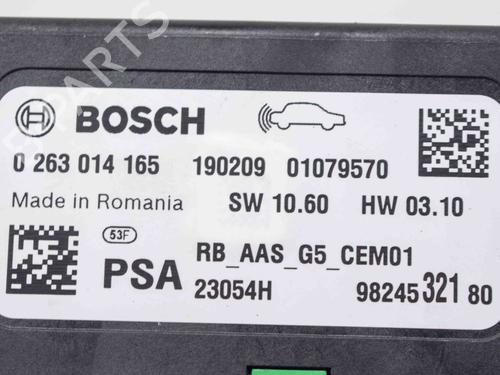 BOSCH
0 263 014 165 190209 01079570
Made in Romania SW 10.60 HW 03.10
53F
PSA RB_AAS_G5_CEM01
23054H 98245 321 80
B-PARTS